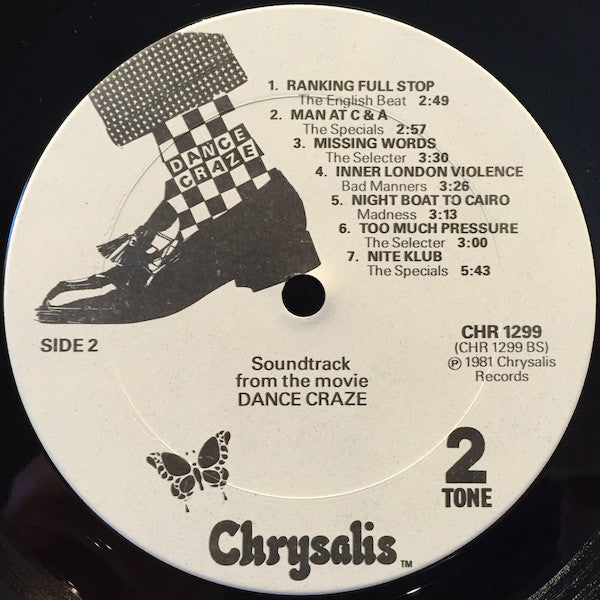 DANCE
CRAZE
1. RANKING FULL STOP
The English Beat 2:49
2. MAN AT C & A
The Specials 2:57
3. MISSING WORDS
The Selecter 3:30
4. INNER LONDON VIOLENCE
Bad Manners 3:26
5. NIGHT BOAT TO CAIRO
Madness 3:13
6. TOO MUCH PRESSURE
The Selecter 3:00
7. NITE KLUB
The Specials 5:43
SIDE 2
CHR 1299
(CHR 1299 BS)
Ⓟ 1981 Chrysalis
Records
Soundtrack
from the movie
DANCE CRAZE
2
TONE
Chrysalis™